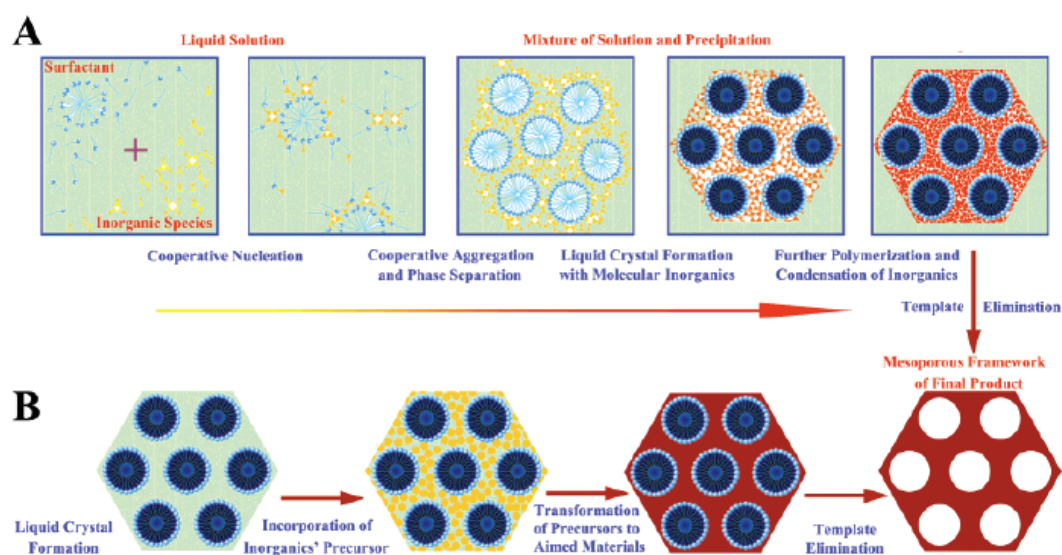 A
Liquid Solution
Mixture of Solution and Precipitation
Surfactant
Inorganic Species
Cooperative Nucleation
Cooperative Aggregation
and Phase Separation
Liquid Crystal Formation
with Molecular Inorganics
Further Polymerization and
Condensation of Inorganics
Template Elimination
Mesoporous Framework
of Final Product
B
Liquid Crystal
Formation
Incorporation of
Inorganics' Precursor
Transformation
of Precursors to
Aimed Materials
Template
Elimination